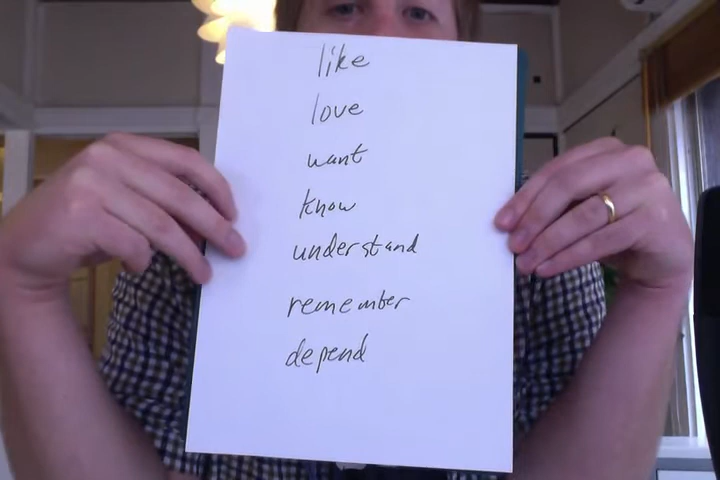 like
love
want
know
understand
remember
depend